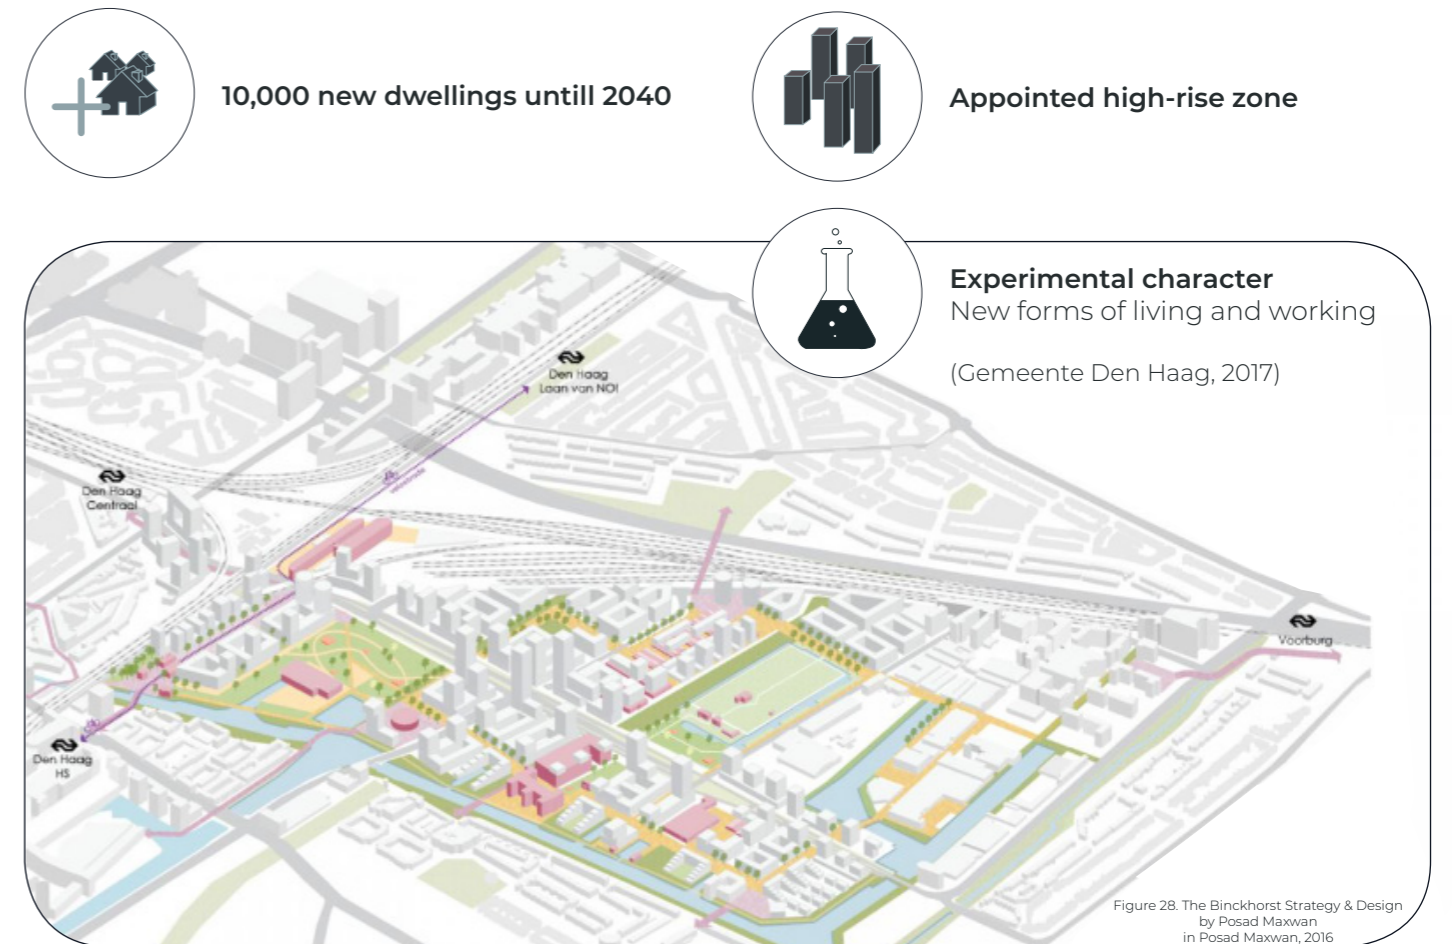 10,000 new dwellings untill 2040
Appointed high-rise zone
Experimental character
New forms of living and working
(Gemeente Den Haag, 2017)
Den Haag
Laan van NOI
Den Haag
Centraal
Voorburg
Den Haag
HS
Figure 28. The Binckhorst Strategy & Design
by Posad Maxwan
in Posad Maxwan, 2016